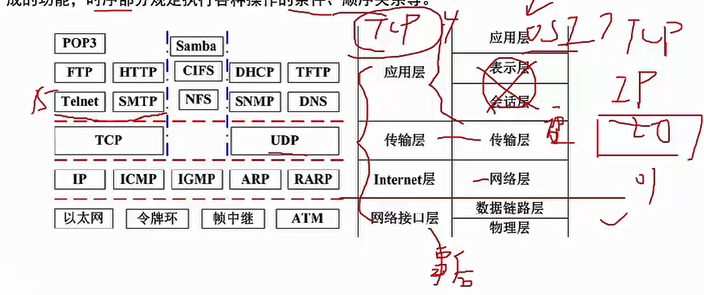 成的功能，时序部分规定执行各种操作的条件、顺序关系等。
TCP 4 OSI 7 TCP
POP3 Samba 应用层
FTP HTTP CIFS DHCP TFTP 应用层 表示层 IP
Telnet SMTP NFS SNMP DNS 会话层
TCP UDP 传输层 传输层
IP ICMP IGMP ARP RARP Internet层 网络层
以太网 令牌环 帧中继 ATM 网络接口层 数据链路层
物理层